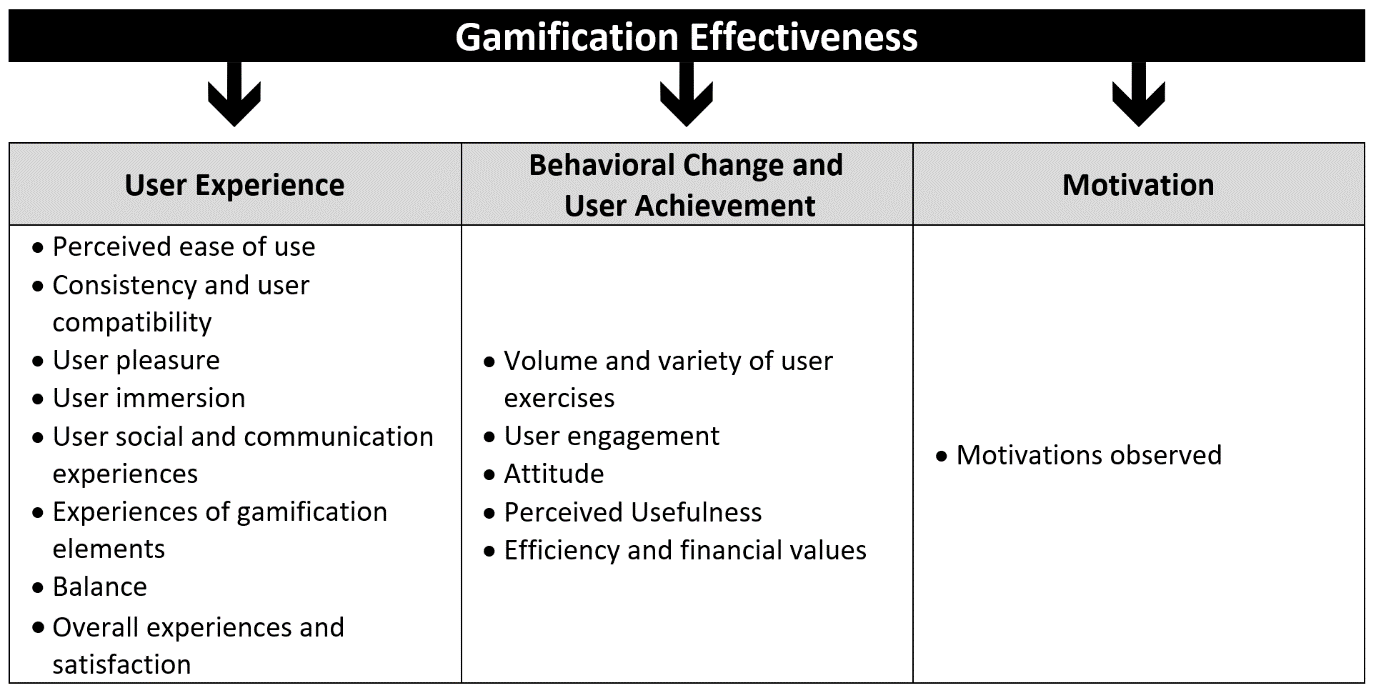 Gamification Effectiveness
User Experience
Behavioral Change and
User Achievement
Motivation
• Perceived ease of use
• Consistency and user
compatibility
• User pleasure
• User immersion
• User social and communication
experiences
• Experiences of gamification
elements
• Balance
• Overall experiences and
satisfaction
• Volume and variety of user
exercises
• User engagement
• Attitude
• Perceived Usefulness
• Efficiency and financial values
• Motivations observed